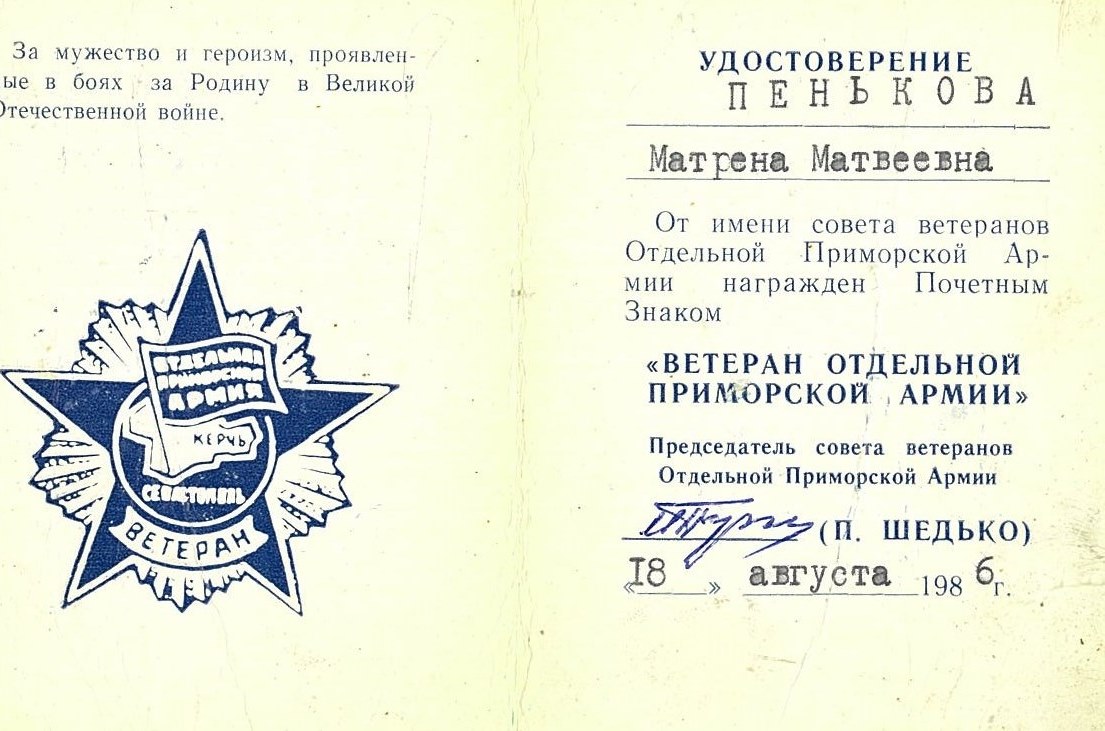 За мужество и героизм, проявлен-
ые в боях за Родину в Великой
Отечественной войне.
ОТДЕЛЬНАЯ
ПРИМОРСКАЯ
АРМИЯ
КЕРЧЬ
СЕВАСТОПОЛЬ
ВЕТЕРАН
УДОСТОВЕРЕНИЕ
ПЕНЬКОВА
Матрена Матвеевна
От имени совета ветеранов
Отдельной Приморской Ар-
мии награжден Почетным
Знаком
«ВЕТЕРАН ОТДЕЛЬНОЙ
ПРИМОРСКОЙ АРМИИ»
Председатель совета ветеранов
Отдельной Приморской Армии
(П. ШЕДЬКО)
«18» августа 1986г.